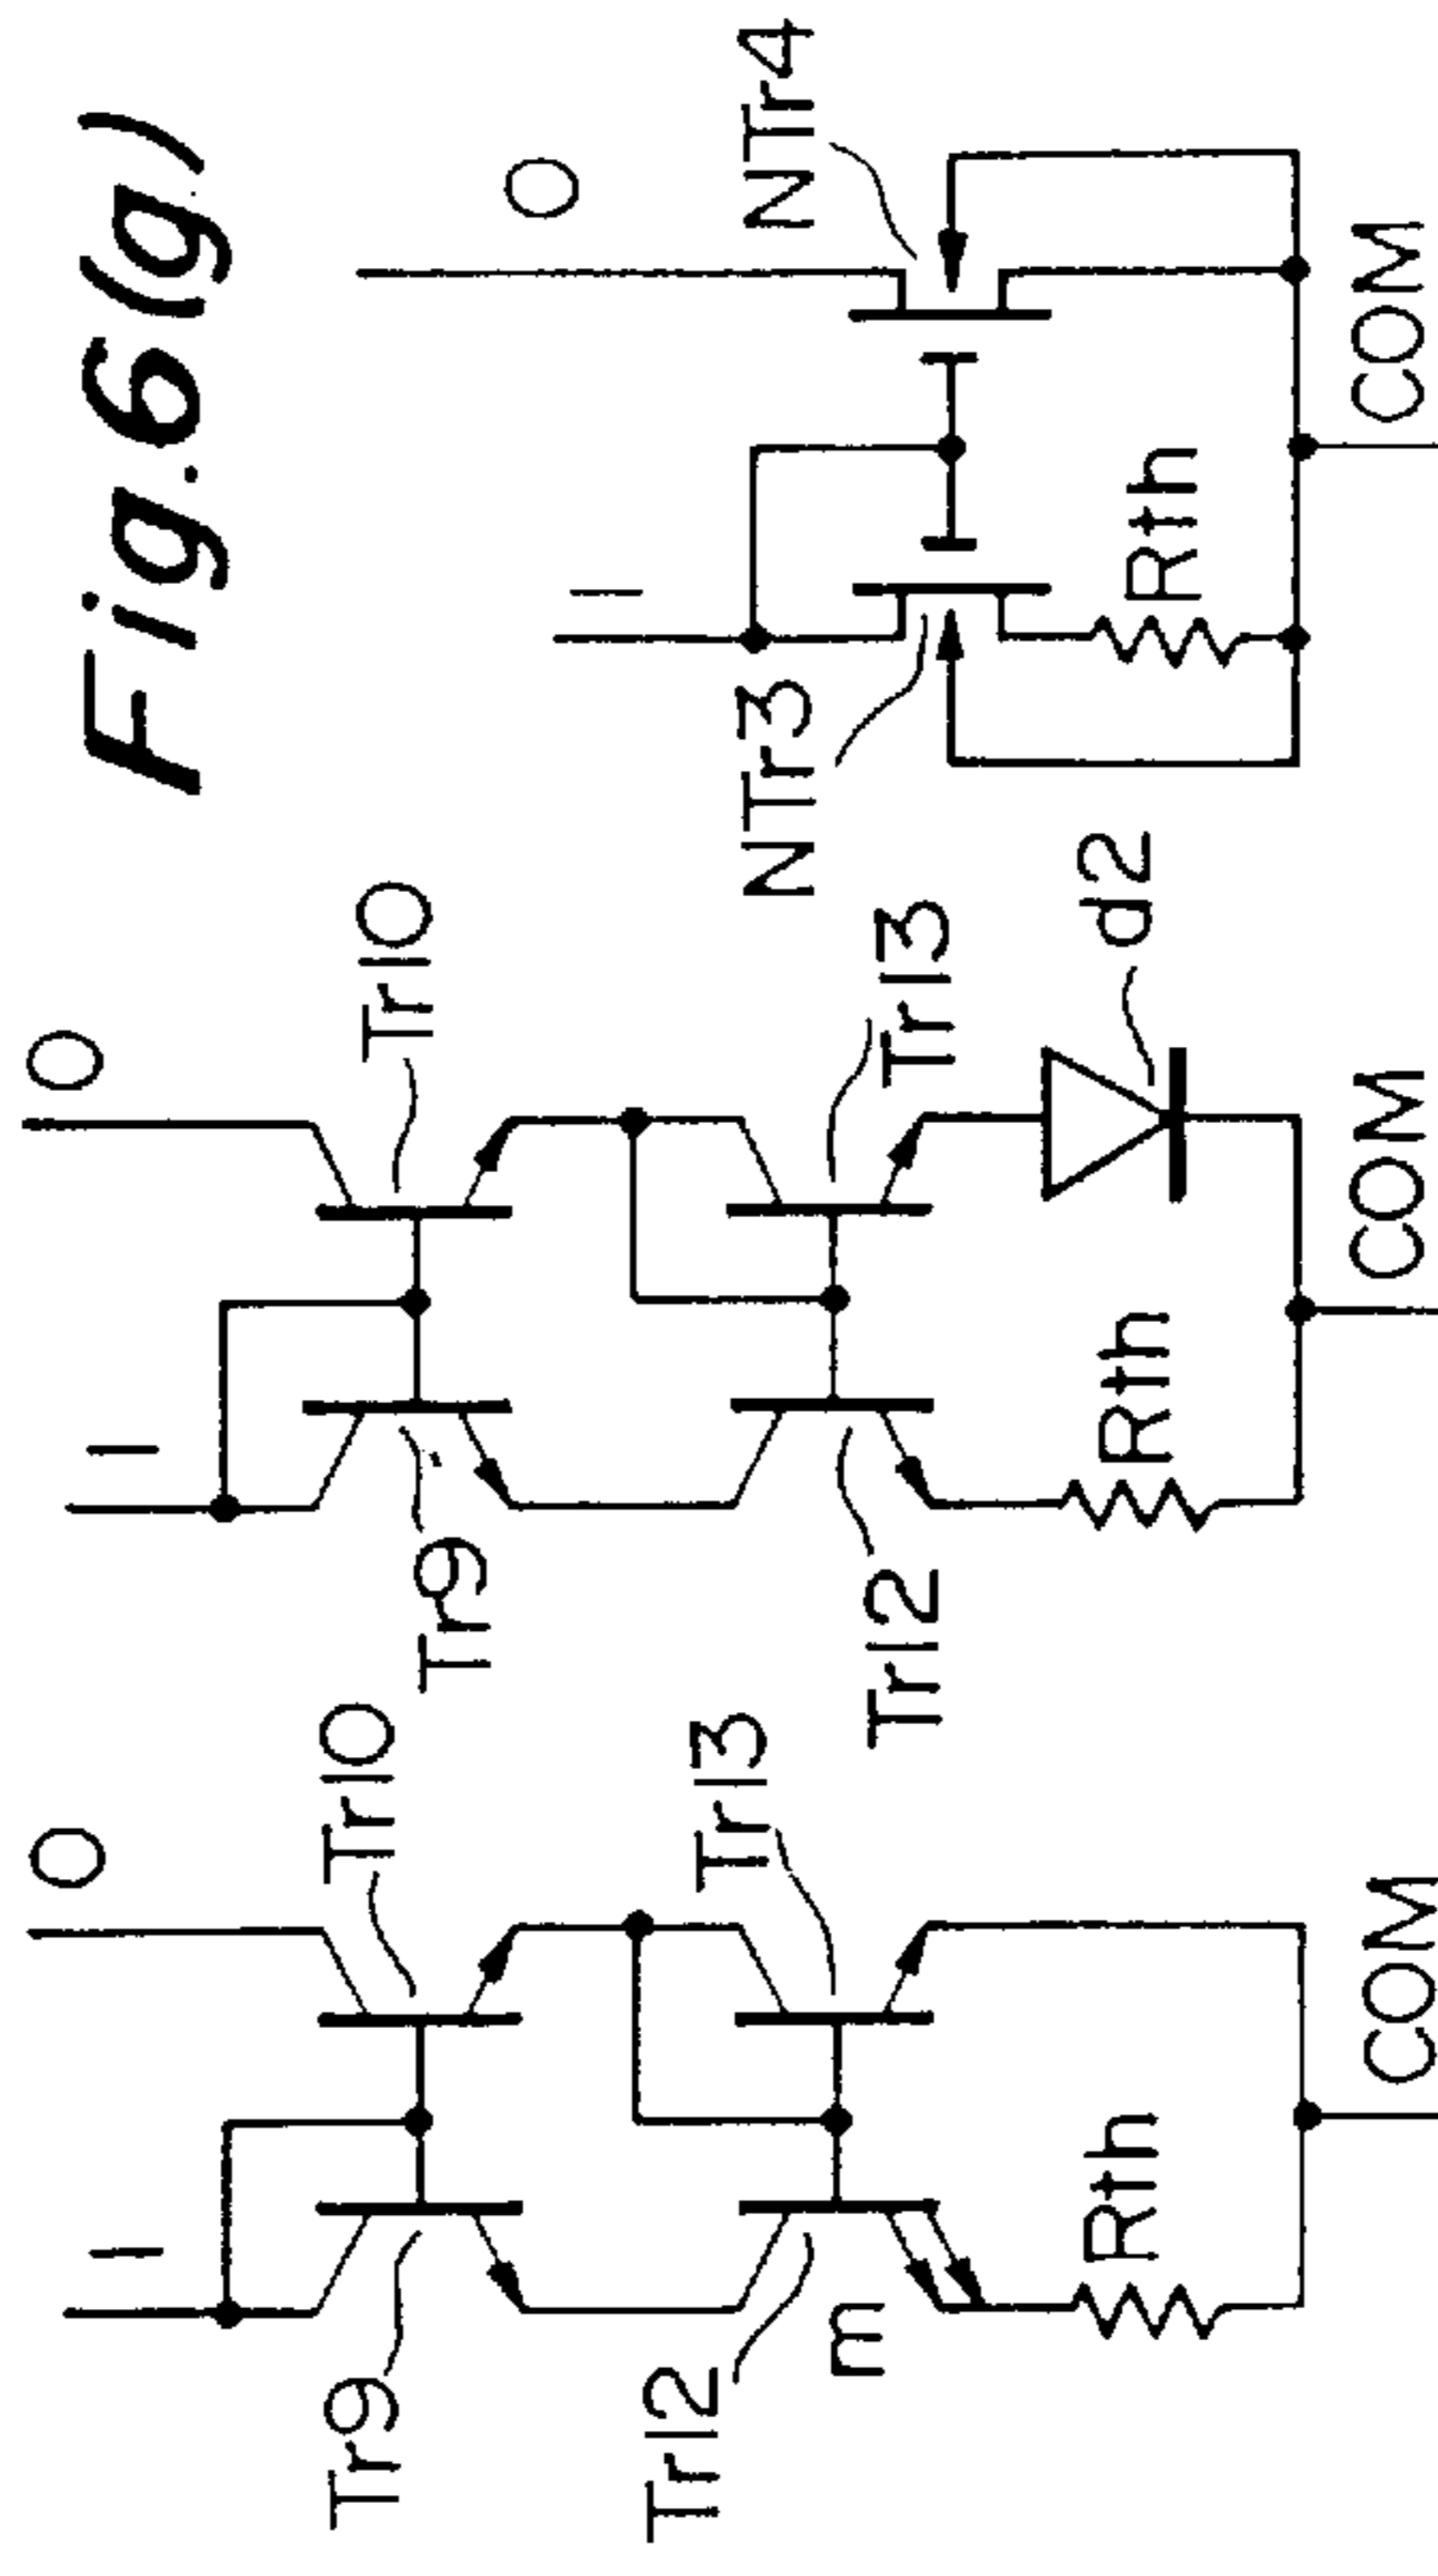 Fig.6(g)
I
O
Tr9
Tr10
Tr12
Tr13
m
Rth
COM
I
O
Tr9
Tr10
Tr12
Tr13
Rth
d2
COM
I
O
NTr3
NTr4
Rth
COM